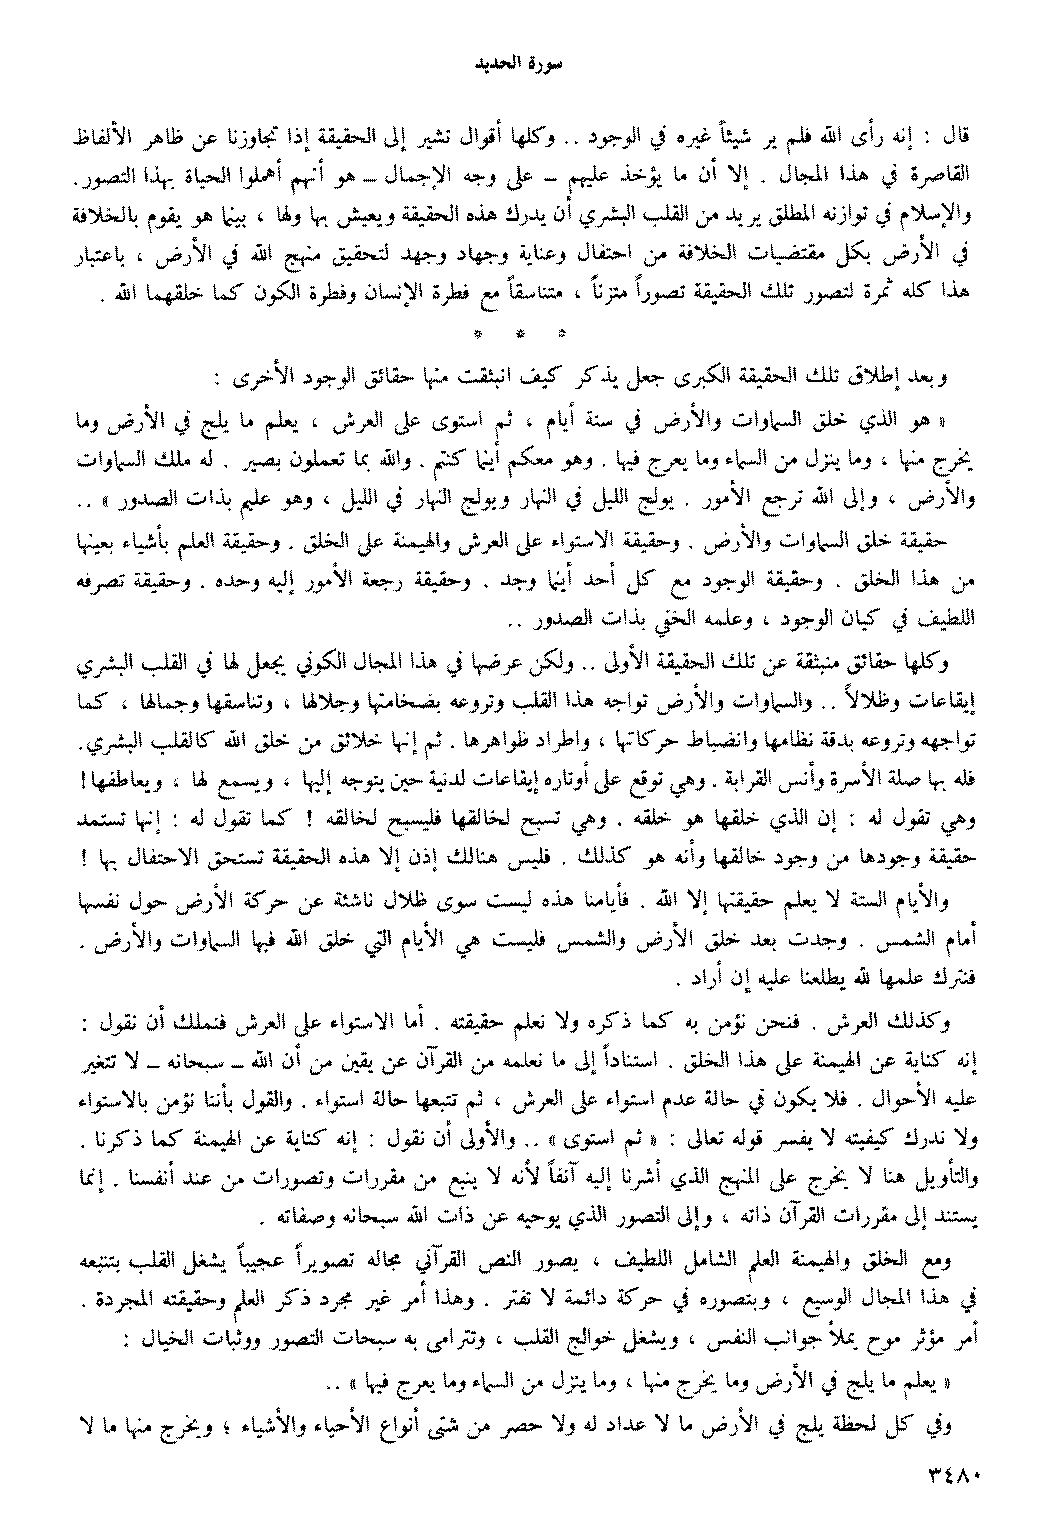 سورة الحديد
قال : إنه رأى الله فلم ير شيئاً غيره في الوجود .. وكلها أقوال تشير إلى الحقيقة إذا تجاوزنا عن ظاهر الألفاظ
القاصرة في هذا المجال . إلا أن ما يؤخذ عليهم – على وجه الإجمال – هو أنهم أهملوا الحياة بهذا التصور.
والإسلام في توازنه المطلق يريد من القلب البشري أن يدرك هذه الحقيقة ويعيش بها ولها ، بينما هو يقوم بالخلافة
في الأرض بكل مقتضيات الخلافة من احتفال وعناية وجهاد وجهد لتحقيق منهج الله في الأرض ، باعتبار
هذا كله ثمرة لتصور تلك الحقيقة تصوراً متزناً ، متناسقاً مع فطرة الإنسان وفطرة الكون كما خلقهما الله .
* * *
وبعد إطلاق تلك الحقيقة الكبرى جعل يذكر كيف انبثقت منها حقائق الوجود الأخرى :
« هو الذي خلق السماوات والأرض في ستة أيام ، ثم استوى على العرش ، يعلم ما يلج في الأرض وما
يخرج منها ، وما ينزل من السماء وما يعرج فيها . وهو معكم أينما كنتم . والله بما تعملون بصير . له ملك السماوات
والأرض ، وإلى الله ترجع الأمور . يولج الليل في النهار ويولج النهار في الليل ، وهو عليم بذات الصدور » ..
حقيقة خلق السماوات والأرض . وحقيقة الاستواء على العرش والهيمنة على الخلق . وحقيقة العلم بأشياء بعينها
من هذا الخلق . وحقيقة الوجود مع كل أحد أينما وجد . وحقيقة رجعة الأمور إليه وحده . وحقيقة تصرفه
اللطيف في كيان الوجود ، وعلمه الخفي بذات الصدور ..
وكلها حقائق منبثقة عن تلك الحقيقة الأولى .. ولكن عرضها في هذا المجال الكوني يجعل لها في القلب البشري
إيقاعات وظلالاً .. والسماوات والأرض تواجه هذا القلب وتروعه بضخامتها وجلالها ، وتناسقها وجمالها ، كما
تواجهه وتروعه بدقة نظامها وانضباط حركاتها ، واطراد ظواهرها . ثم إنها خلائق من خلق الله كالقلب البشري.
فله بها صلة الأسرة وأنس القرابة . وهي توقع على أوتاره إيقاعات لدنية حين يتوجه إليها ، ويسمع لها ، ويعاطفها !
وهي تقول له : إن الذي خلقها هو خلقه . وهي تسبح لخالقها فليسبح لخالقه ! كما تقول له : إنها تستمد
حقيقة وجودها من وجود خالقها وأنه هو كذلك . فليس هنالك إذن إلا هذه الحقيقة تستحق الاحتفال بها !
والأيام الستة لا يعلم حقيقتها إلا الله . فأيامنا هذه ليست سوى ظلال ناشئة عن حركة الأرض حول نفسها
أمام الشمس . وجدت بعد خلق الأرض والشمس فليست هي الأيام التي خلق الله فيها السماوات والأرض .
فنترك علمها لله يطلعنا عليه إن أراد .
وكذلك العرش . فنحن نؤمن به كما ذكره ولا نعلم حقيقته . أما الاستواء على العرش فنملك أن نقول :
إنه كناية عن الهيمنة على هذا الخلق . استناداً إلى ما نعلمه من القرآن عن يقين من أن الله – سبحانه – لا تتغير
عليه الأحوال . فلا يكون في حالة عدم استواء على العرش ، ثم تتبعها حالة استواء . والقول بأننا نؤمن بالاستواء
ولا ندرك كيفيته لا يفسر قوله تعالى : « ثم استوى » .. والأولى أن نقول : إنه كناية عن الهيمنة كما ذكرنا .
والتأويل هنا لا يخرج على المنهج الذي أشرنا إليه آنفاً لأنه لا ينبع من مقررات وتصورات من عند أنفسنا . إنما
يستند إلى مقررات القرآن ذاته ، وإلى التصور الذي يوحيه عن ذات الله سبحانه وصفاته .
ومع الخلق والهيمنة العلم الشامل اللطيف ، يصور النص القرآني مجاله تصويراً عجيباً يشغل القلب بتتبعه
في هذا المجال الوسيع ، وبتصوره في حركة دائمة لا تفتر . وهذا أمر غير مجرد ذكر العلم وحقيقته المجردة .
أمر مؤثر موح يملأ جوانب النفس ، ويشغل خوالج القلب ، وتترامى به سبحات التصور ووثبات الخيال :
« يعلم ما يلج في الأرض وما يخرج منها ، وما ينزل من السماء وما يعرج فيها » ..
وفي كل لحظة يلج في الأرض ما لا عداد له ولا حصر من شتى أنواع الأحياء والأشياء ؛ ويخرج منها ما لا
٣٤٨٠